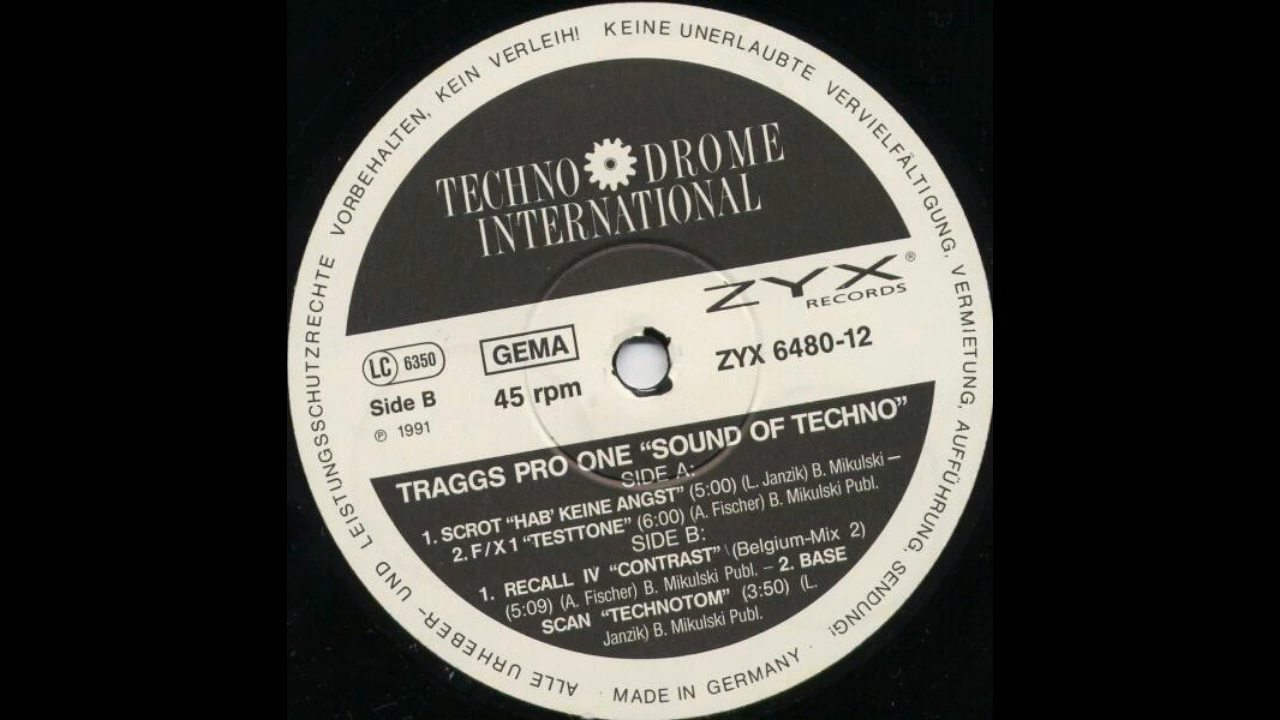 ALLE URHEBER- UND LEISTUNGSSCHUTZRECHTE VORBEHALTEN, KEIN VERLEIH! KEINE UNERLAUBTE VERVIELFÄLTIGUNG, VERMIETUNG, AUFFÜHRUNG, SENDUNG!
TECHNO DROME
INTERNATIONAL
ZYX®
RECORDS
LC 6350
GEMA
ZYX 6480-12
Side B
45 rpm
℗ 1991
TRAGGS PRO ONE “SOUND OF TECHNO”
SIDE A:
1. SCROT “HAB’ KEINE ANGST” (5:00) (L. Janzik) B. Mikulski –
2. F/X 1 “TESTTONE” (6:00) (A. Fischer) B. Mikulski Publ.
SIDE B:
1. RECALL IV “CONTRAST” (Belgium-Mix 2)
(5:09) (A. Fischer) B. Mikulski Publ. – 2. BASE
SCAN “TECHNOTOM” (3:50) (L.
Janzik) B. Mikulski Publ.
· MADE IN GERMANY ·